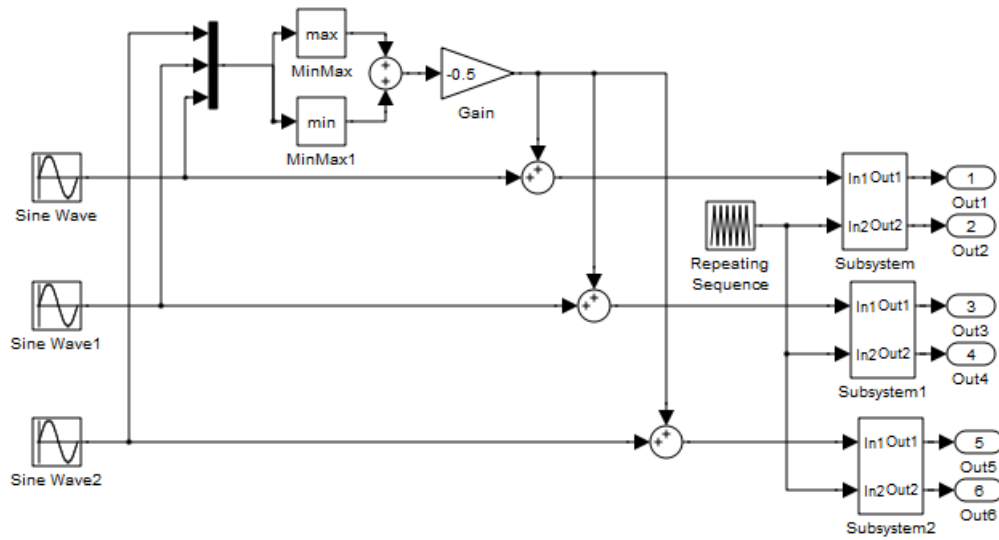 max
MinMax
+
+
-0.5
Gain
min
MinMax1
Sine Wave
+
+
In1 Out1
1
Out1
In2 Out2
2
Out2
Subsystem
Repeating
Sequence
Sine Wave1
+
+
In1 Out1
3
Out3
In2 Out2
4
Out4
Subsystem1
Sine Wave2
+
+
In1 Out1
5
Out5
In2 Out2
6
Out6
Subsystem2